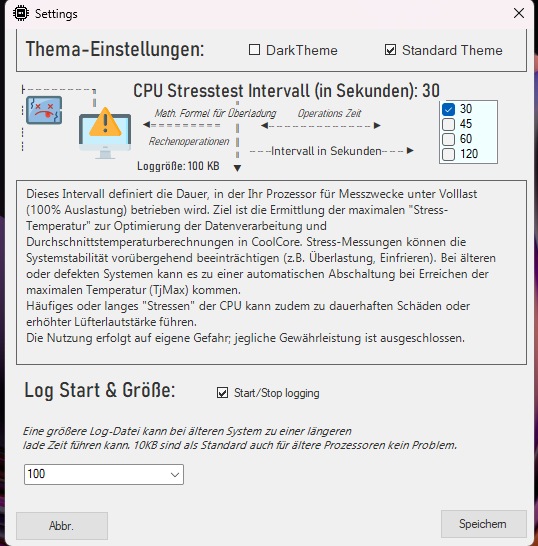 Settings
Thema-Einstellungen:
DarkTheme
Standard Theme
CPU Stresstest Intervall (in Sekunden): 30
Math. Formel für Überladung
Operations Zeit
Rechenoperationen
Intervall in Sekunden
Loggröße: 100 KB
30
45
60
120
Dieses Intervall definiert die Dauer, in der Ihr Prozessor für Messzwecke unter Volllast
(100% Auslastung) betrieben wird. Ziel ist die Ermittlung der maximalen "Stress-
Temperatur" zur Optimierung der Datenverarbeitung und
Durchschnittstemperaturberechnungen in CoolCore. Stress-Messungen können die
Systemstabilität vorübergehend beeinträchtigen (z.B. Überlastung, Einfrieren). Bei älteren
oder defekten Systemen kann es zu einer automatischen Abschaltung bei Erreichen der
maximalen Temperatur (TjMax) kommen.
Häufiges oder langes "Stressen" der CPU kann zudem zu dauerhaften Schäden oder
erhöhter Lüfterlautstärke führen.
Die Nutzung erfolgt auf eigene Gefahr; jegliche Gewährleistung ist ausgeschlossen.
Log Start & Größe:
Start/Stop logging
Eine größere Log-Datei kann bei älteren System zu einer längeren
lade Zeit führen kann. 10KB sind als Standard auch für ältere Prozessoren kein Problem.
100
Abbr.
Speichern